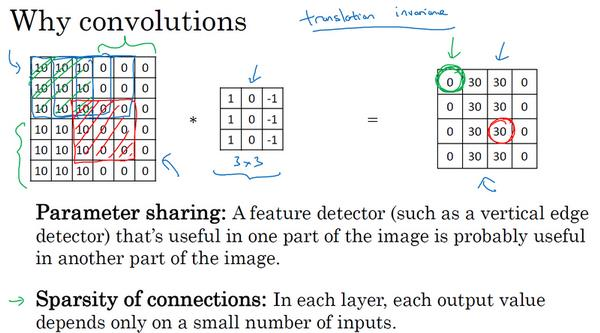 Why convolutions
translation invariance
10 10 10 0 0 0
10 10 10 0 0 0
10 10 10 0 0 0
10 10 10 0 0 0
10 10 10 0 0 0
10 10 10 0 0 0
*
1 0 -1
1 0 -1
1 0 -1
3×3
=
0 30 30 0
0 30 30 0
0 30 30 0
0 30 30 0
Parameter sharing: A feature detector (such as a vertical edge
detector) that's useful in one part of the image is probably useful
in another part of the image.
→ Sparsity of connections: In each layer, each output value
depends only on a small number of inputs.